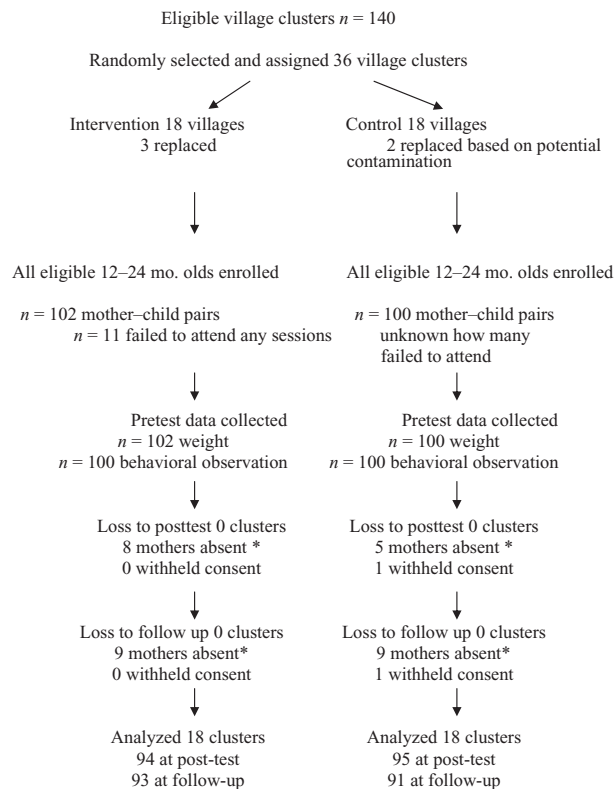 Eligible village clusters n = 140
Randomly selected and assigned 36 village clusters
Intervention 18 villages
3 replaced
Control 18 villages
2 replaced based on potential
contamination
All eligible 12–24 mo. olds enrolled
n = 102 mother–child pairs
n = 11 failed to attend any sessions
All eligible 12–24 mo. olds enrolled
n = 100 mother–child pairs
unknown how many
failed to attend
Pretest data collected
n = 102 weight
n = 100 behavioral observation
Pretest data collected
n = 100 weight
n = 100 behavioral observation
Loss to posttest 0 clusters
8 mothers absent *
0 withheld consent
Loss to posttest 0 clusters
5 mothers absent *
1 withheld consent
Loss to follow up 0 clusters
9 mothers absent*
0 withheld consent
Loss to follow up 0 clusters
9 mothers absent*
1 withheld consent
Analyzed 18 clusters
94 at post-test
93 at follow-up
Analyzed 18 clusters
95 at post-test
91 at follow-up